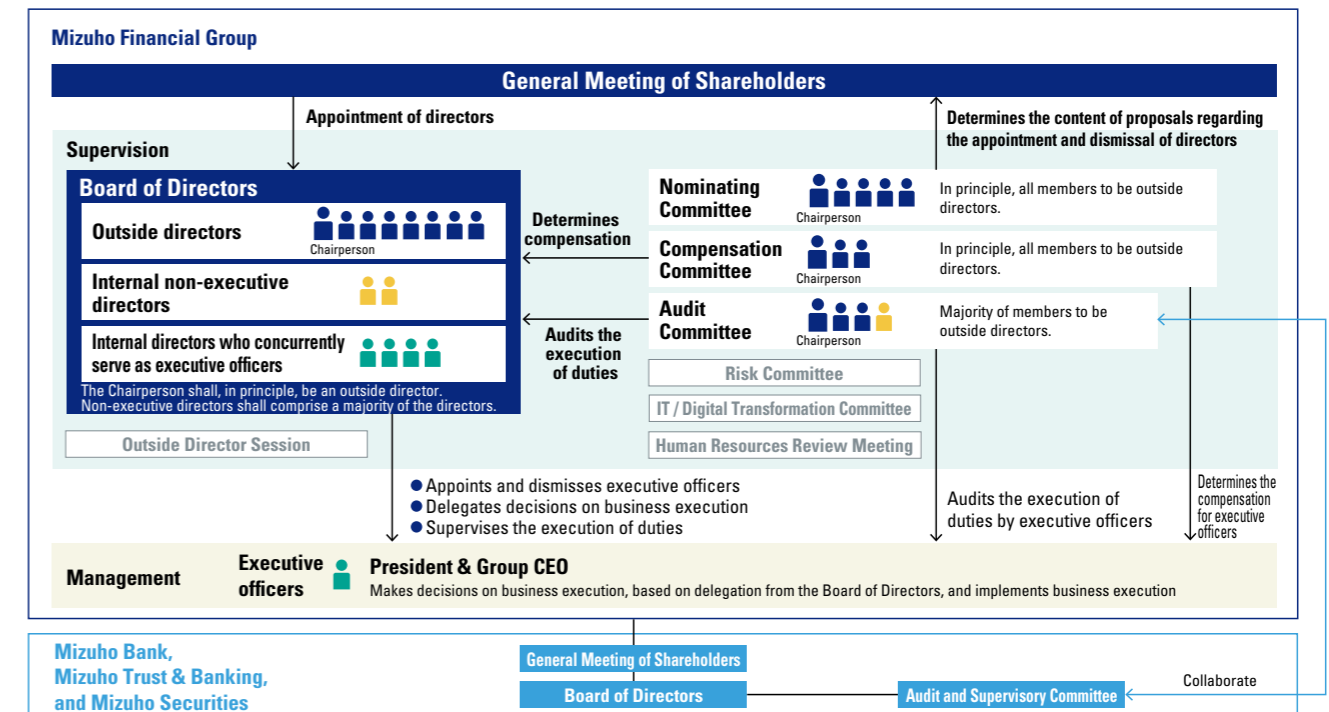 Mizuho Financial Group
General Meeting of Shareholders
Appointment of directors
Determines the content of proposals regarding
the appointment and dismissal of directors
Supervision
Board of Directors
Outside directors
Chairperson
Internal non-executive
directors
Internal directors who concurrently
serve as executive officers
The Chairperson shall, in principle, be an outside director.
Non-executive directors shall comprise a majority of the directors.
Outside Director Session
Determines
compensation
Audits the
execution
of duties
Nominating
Committee
Chairperson
In principle, all members to be outside
directors.
Compensation
Committee
Chairperson
In principle, all members to be outside
directors.
Audit
Committee
Chairperson
Majority of members to be
outside directors.
Risk Committee
IT / Digital Transformation Committee
Human Resources Review Meeting
● Appoints and dismisses executive officers
● Delegates decisions on business execution
● Supervises the execution of duties
Audits the execution of
duties by executive officers
Determines the
compensation
for executive
officers
Management
Executive
officers
President & Group CEO
Makes decisions on business execution, based on delegation from the Board of Directors, and implements business execution
Mizuho Bank,
Mizuho Trust & Banking,
and Mizuho Securities
General Meeting of Shareholders
Board of Directors
Audit and Supervisory Committee
Collaborate